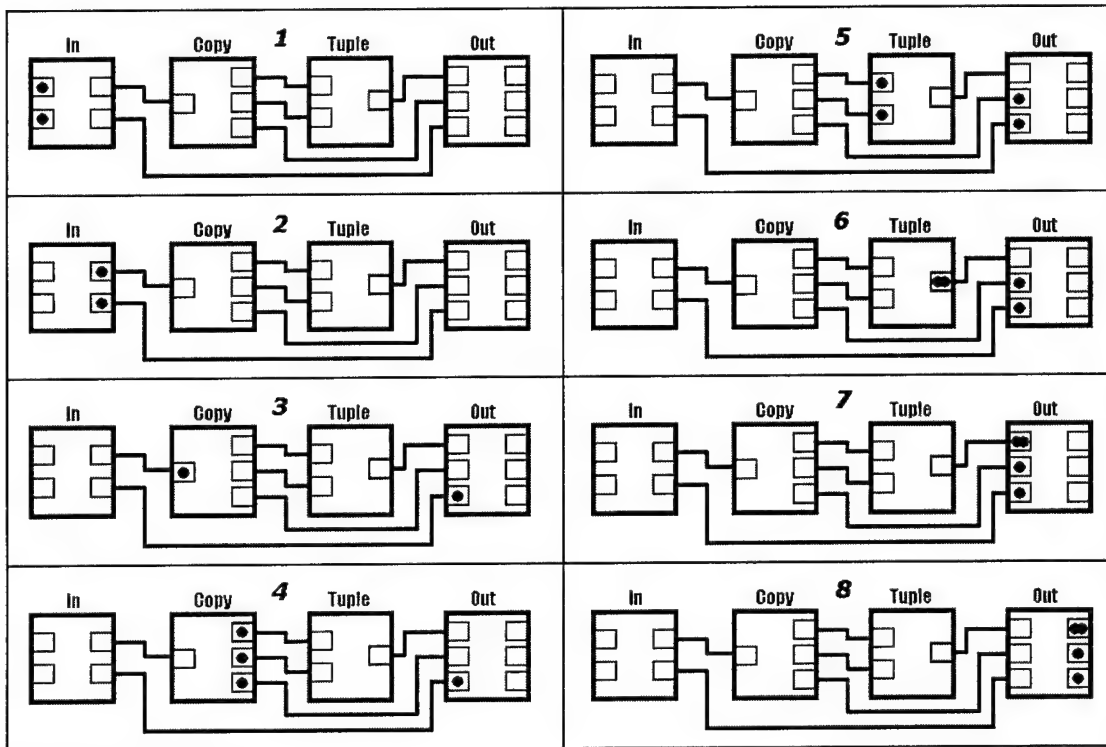 In Copy 1 Tuple Out
In Copy 2 Tuple Out
In Copy 3 Tuple Out
In Copy 4 Tuple Out
In Copy 5 Tuple Out
In Copy 6 Tuple Out
In Copy 7 Tuple Out
In Copy 8 Tuple Out